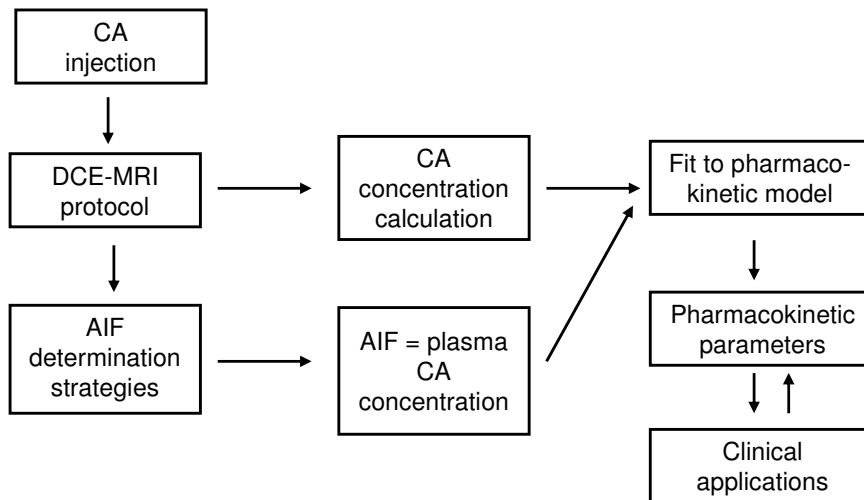 CA
injection
DCE-MRI
protocol
CA
concentration
calculation
Fit to pharmaco-
kinetic model
AIF
determination
strategies
AIF = plasma
CA
concentration
Pharmacokinetic
parameters
Clinical
applications